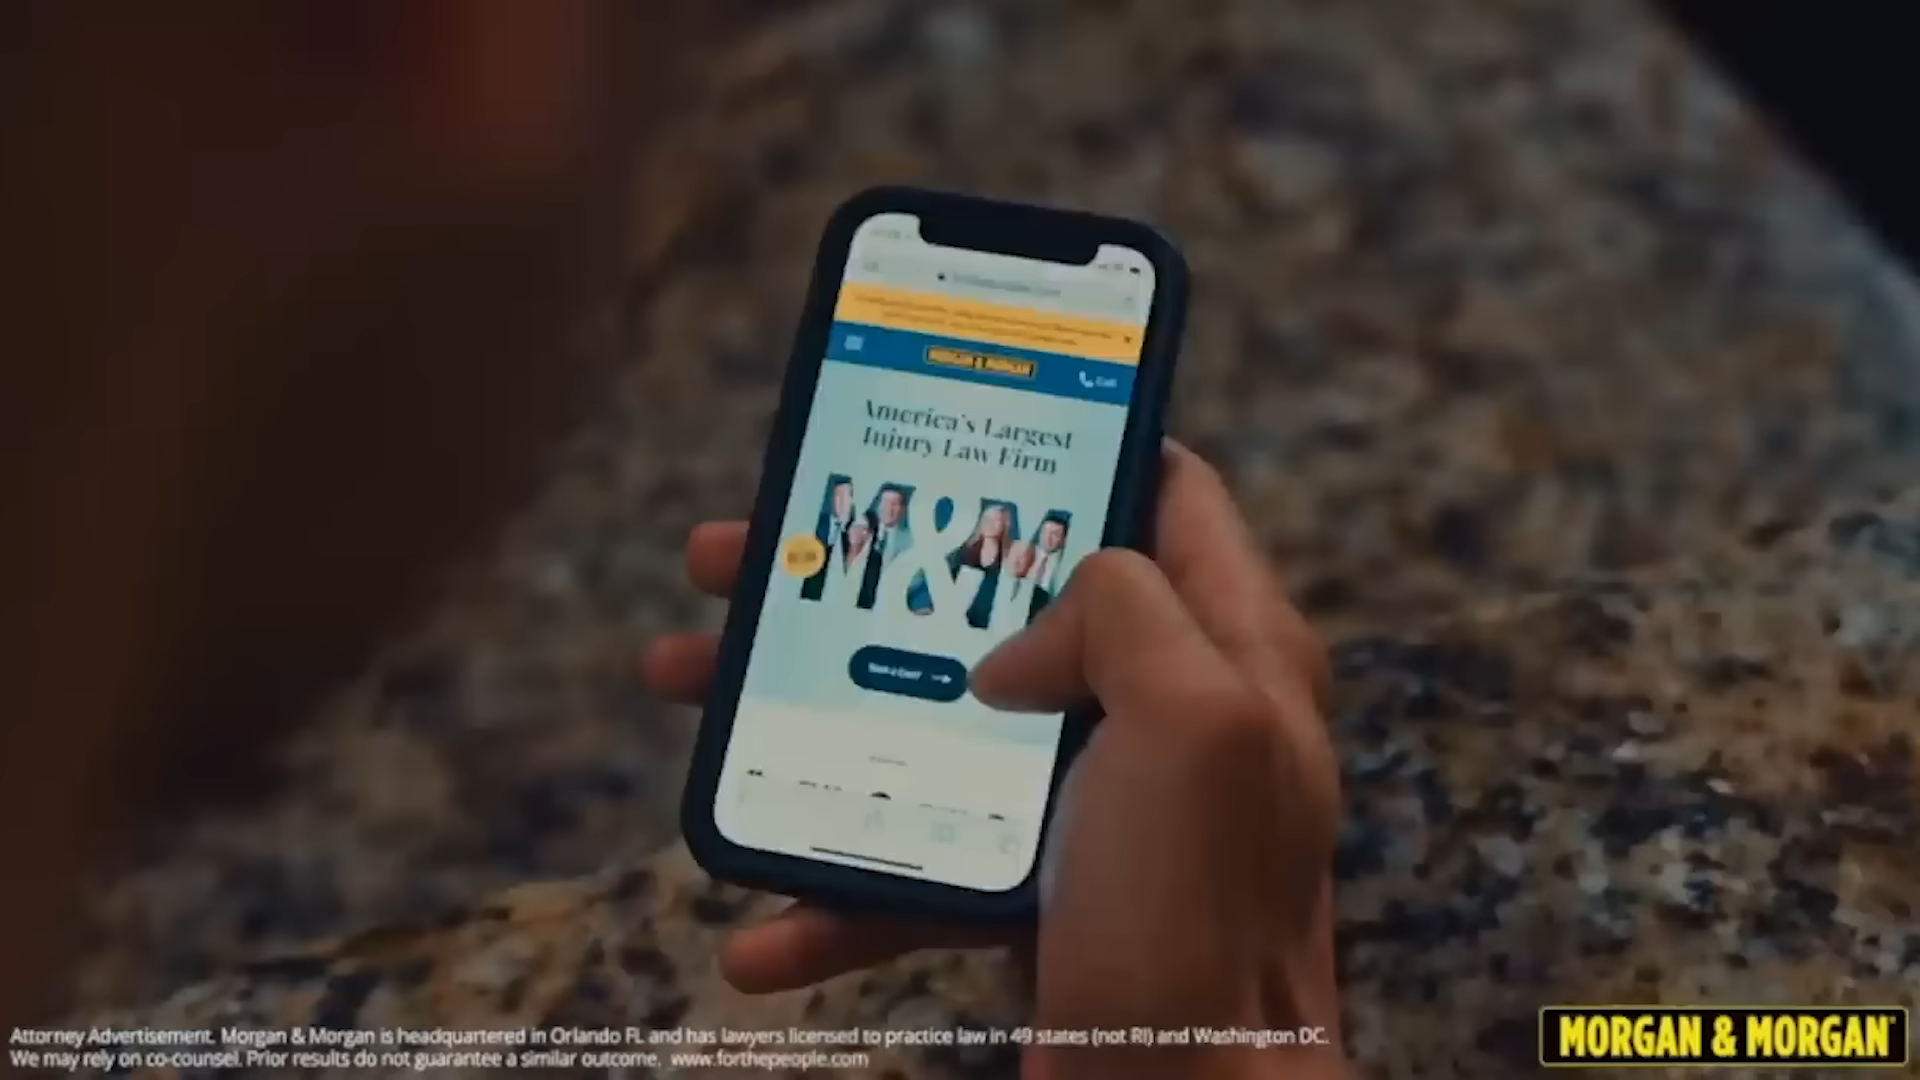 America's Largest
Injury Law Firm
M&M
Attorney Advertisement. Morgan & Morgan is headquartered in Orlando FL and has lawyers licensed to practice law in 49 states (not RI) and Washington DC.
We may rely on co-counsel. Prior results do not guarantee a similar outcome. www.forthepeople.com
MORGAN & MORGAN